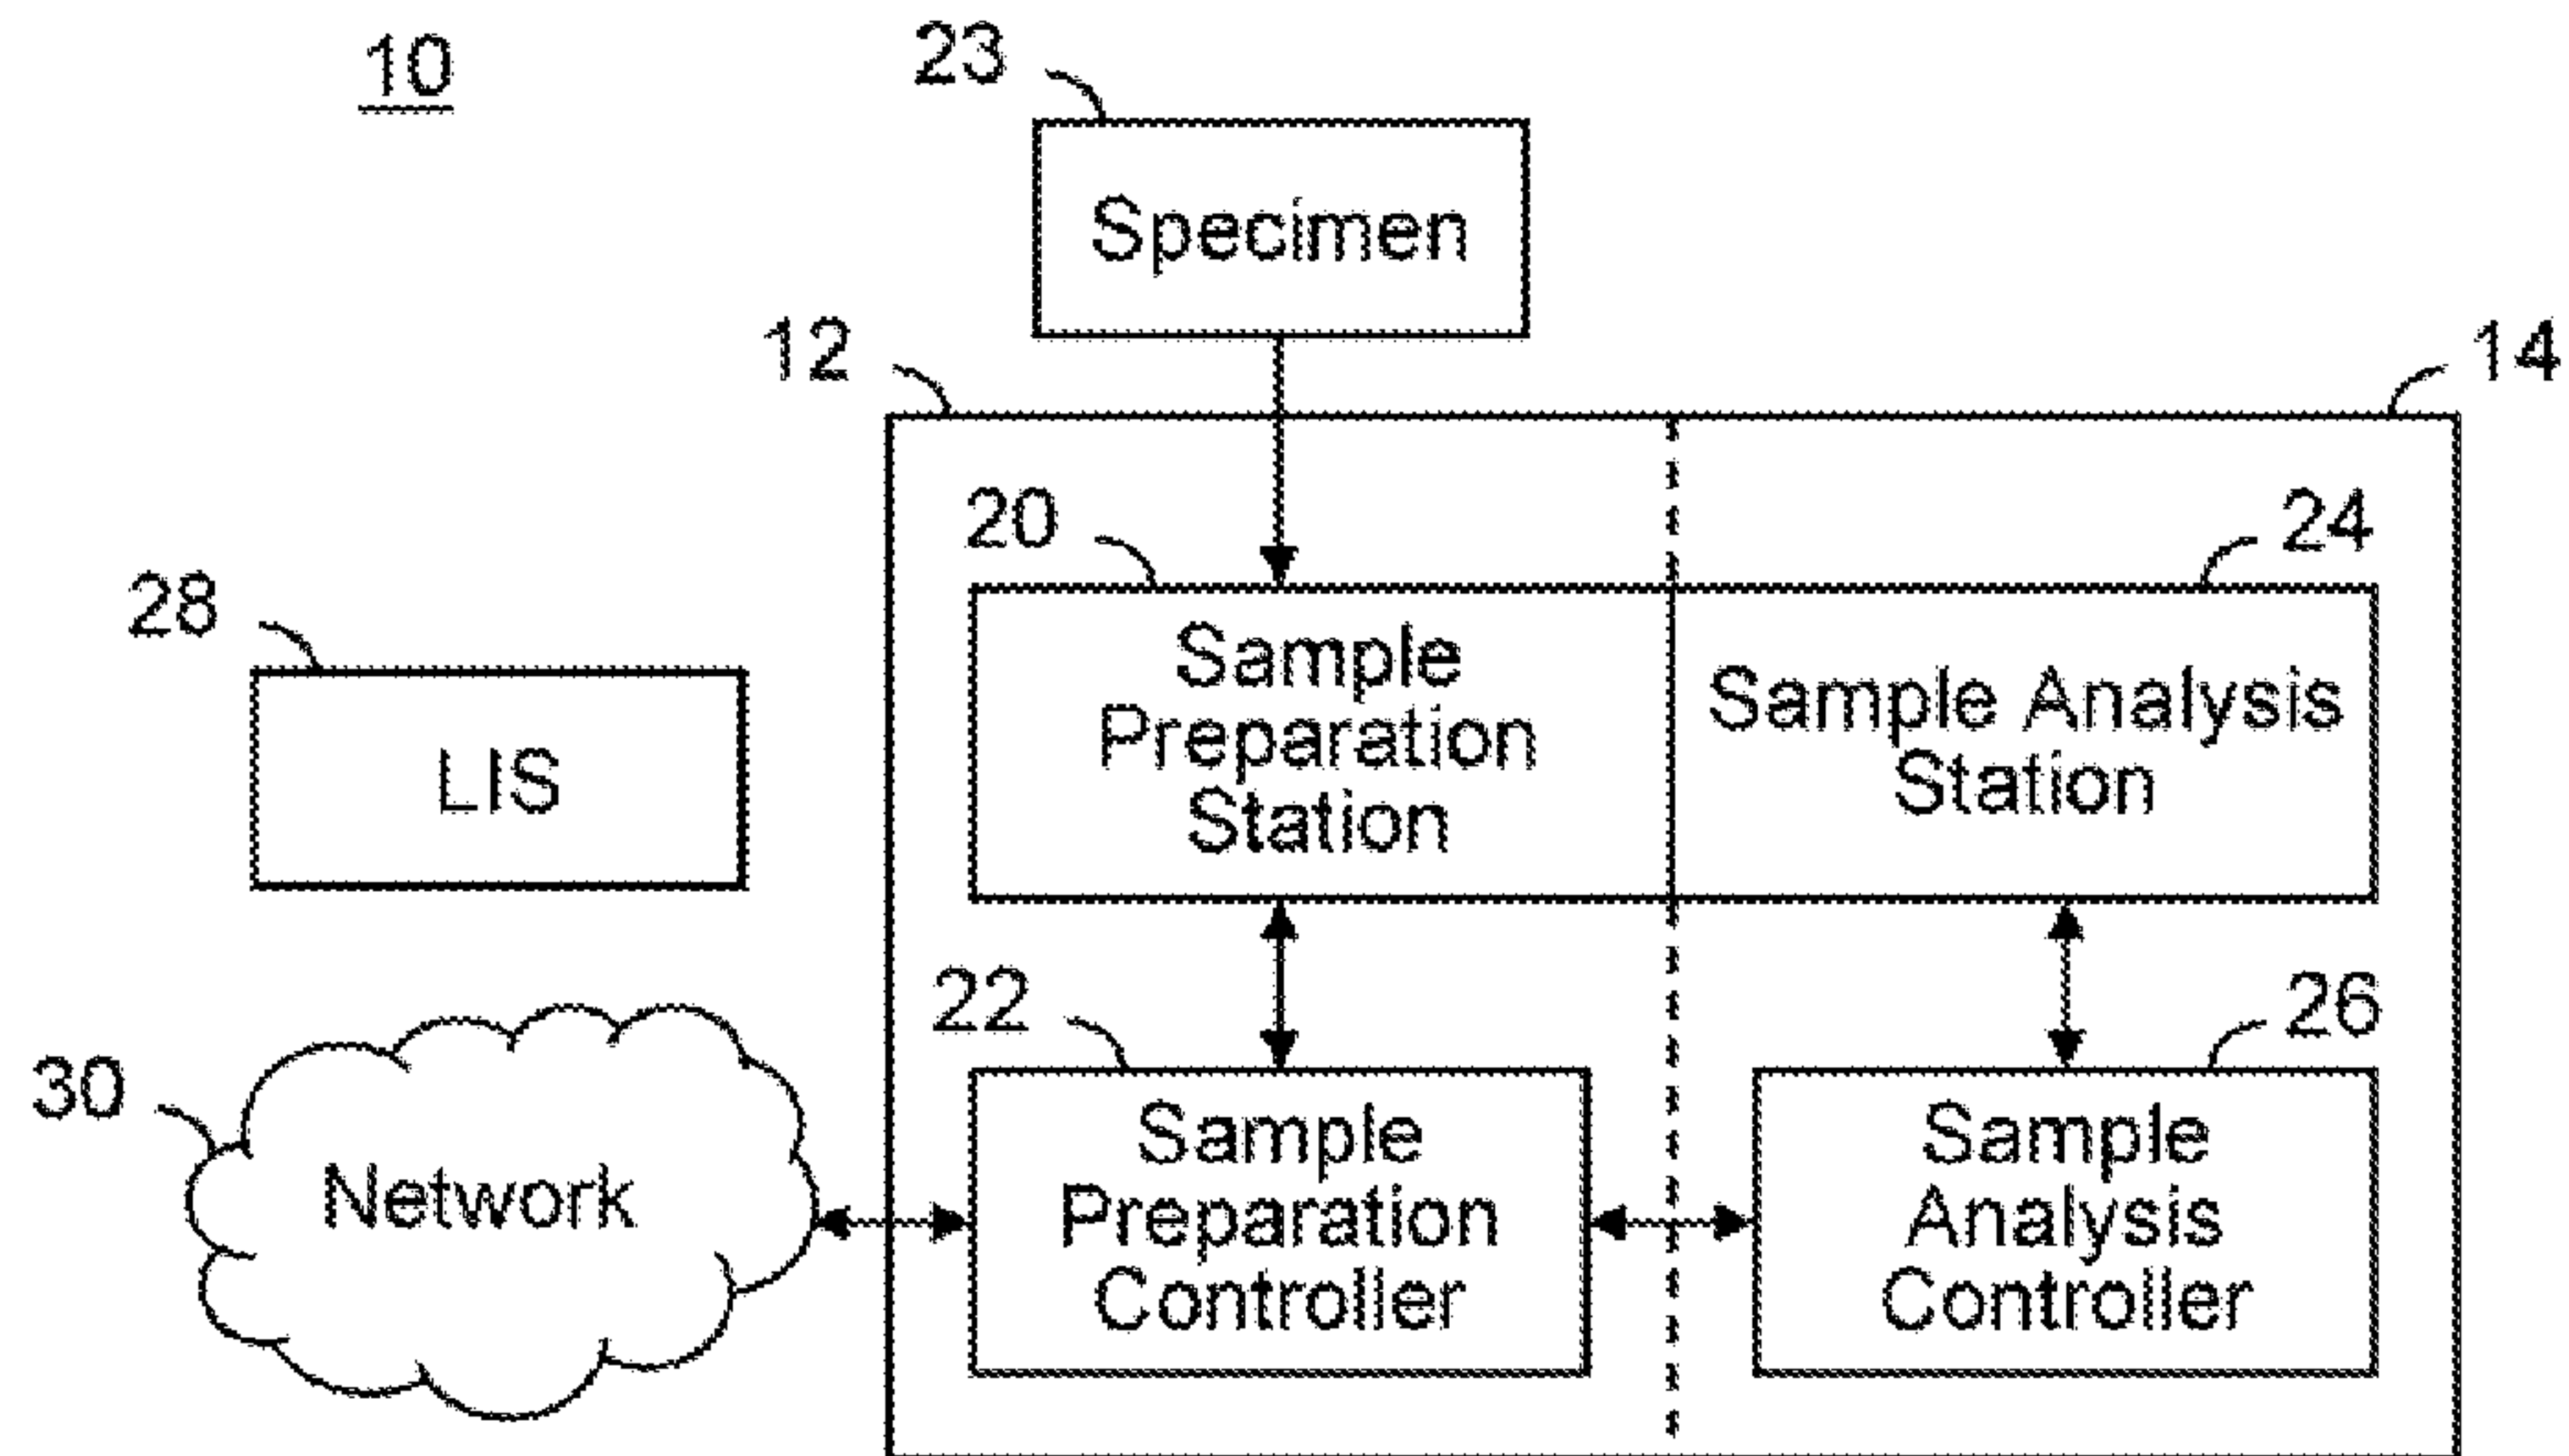 10
23
Specimen
12
14
20
24
28
Sample
Preparation
Station
Sample Analysis
Station
LIS
22
26
30
Network
Sample
Preparation
Controller
Sample
Analysis
Controller